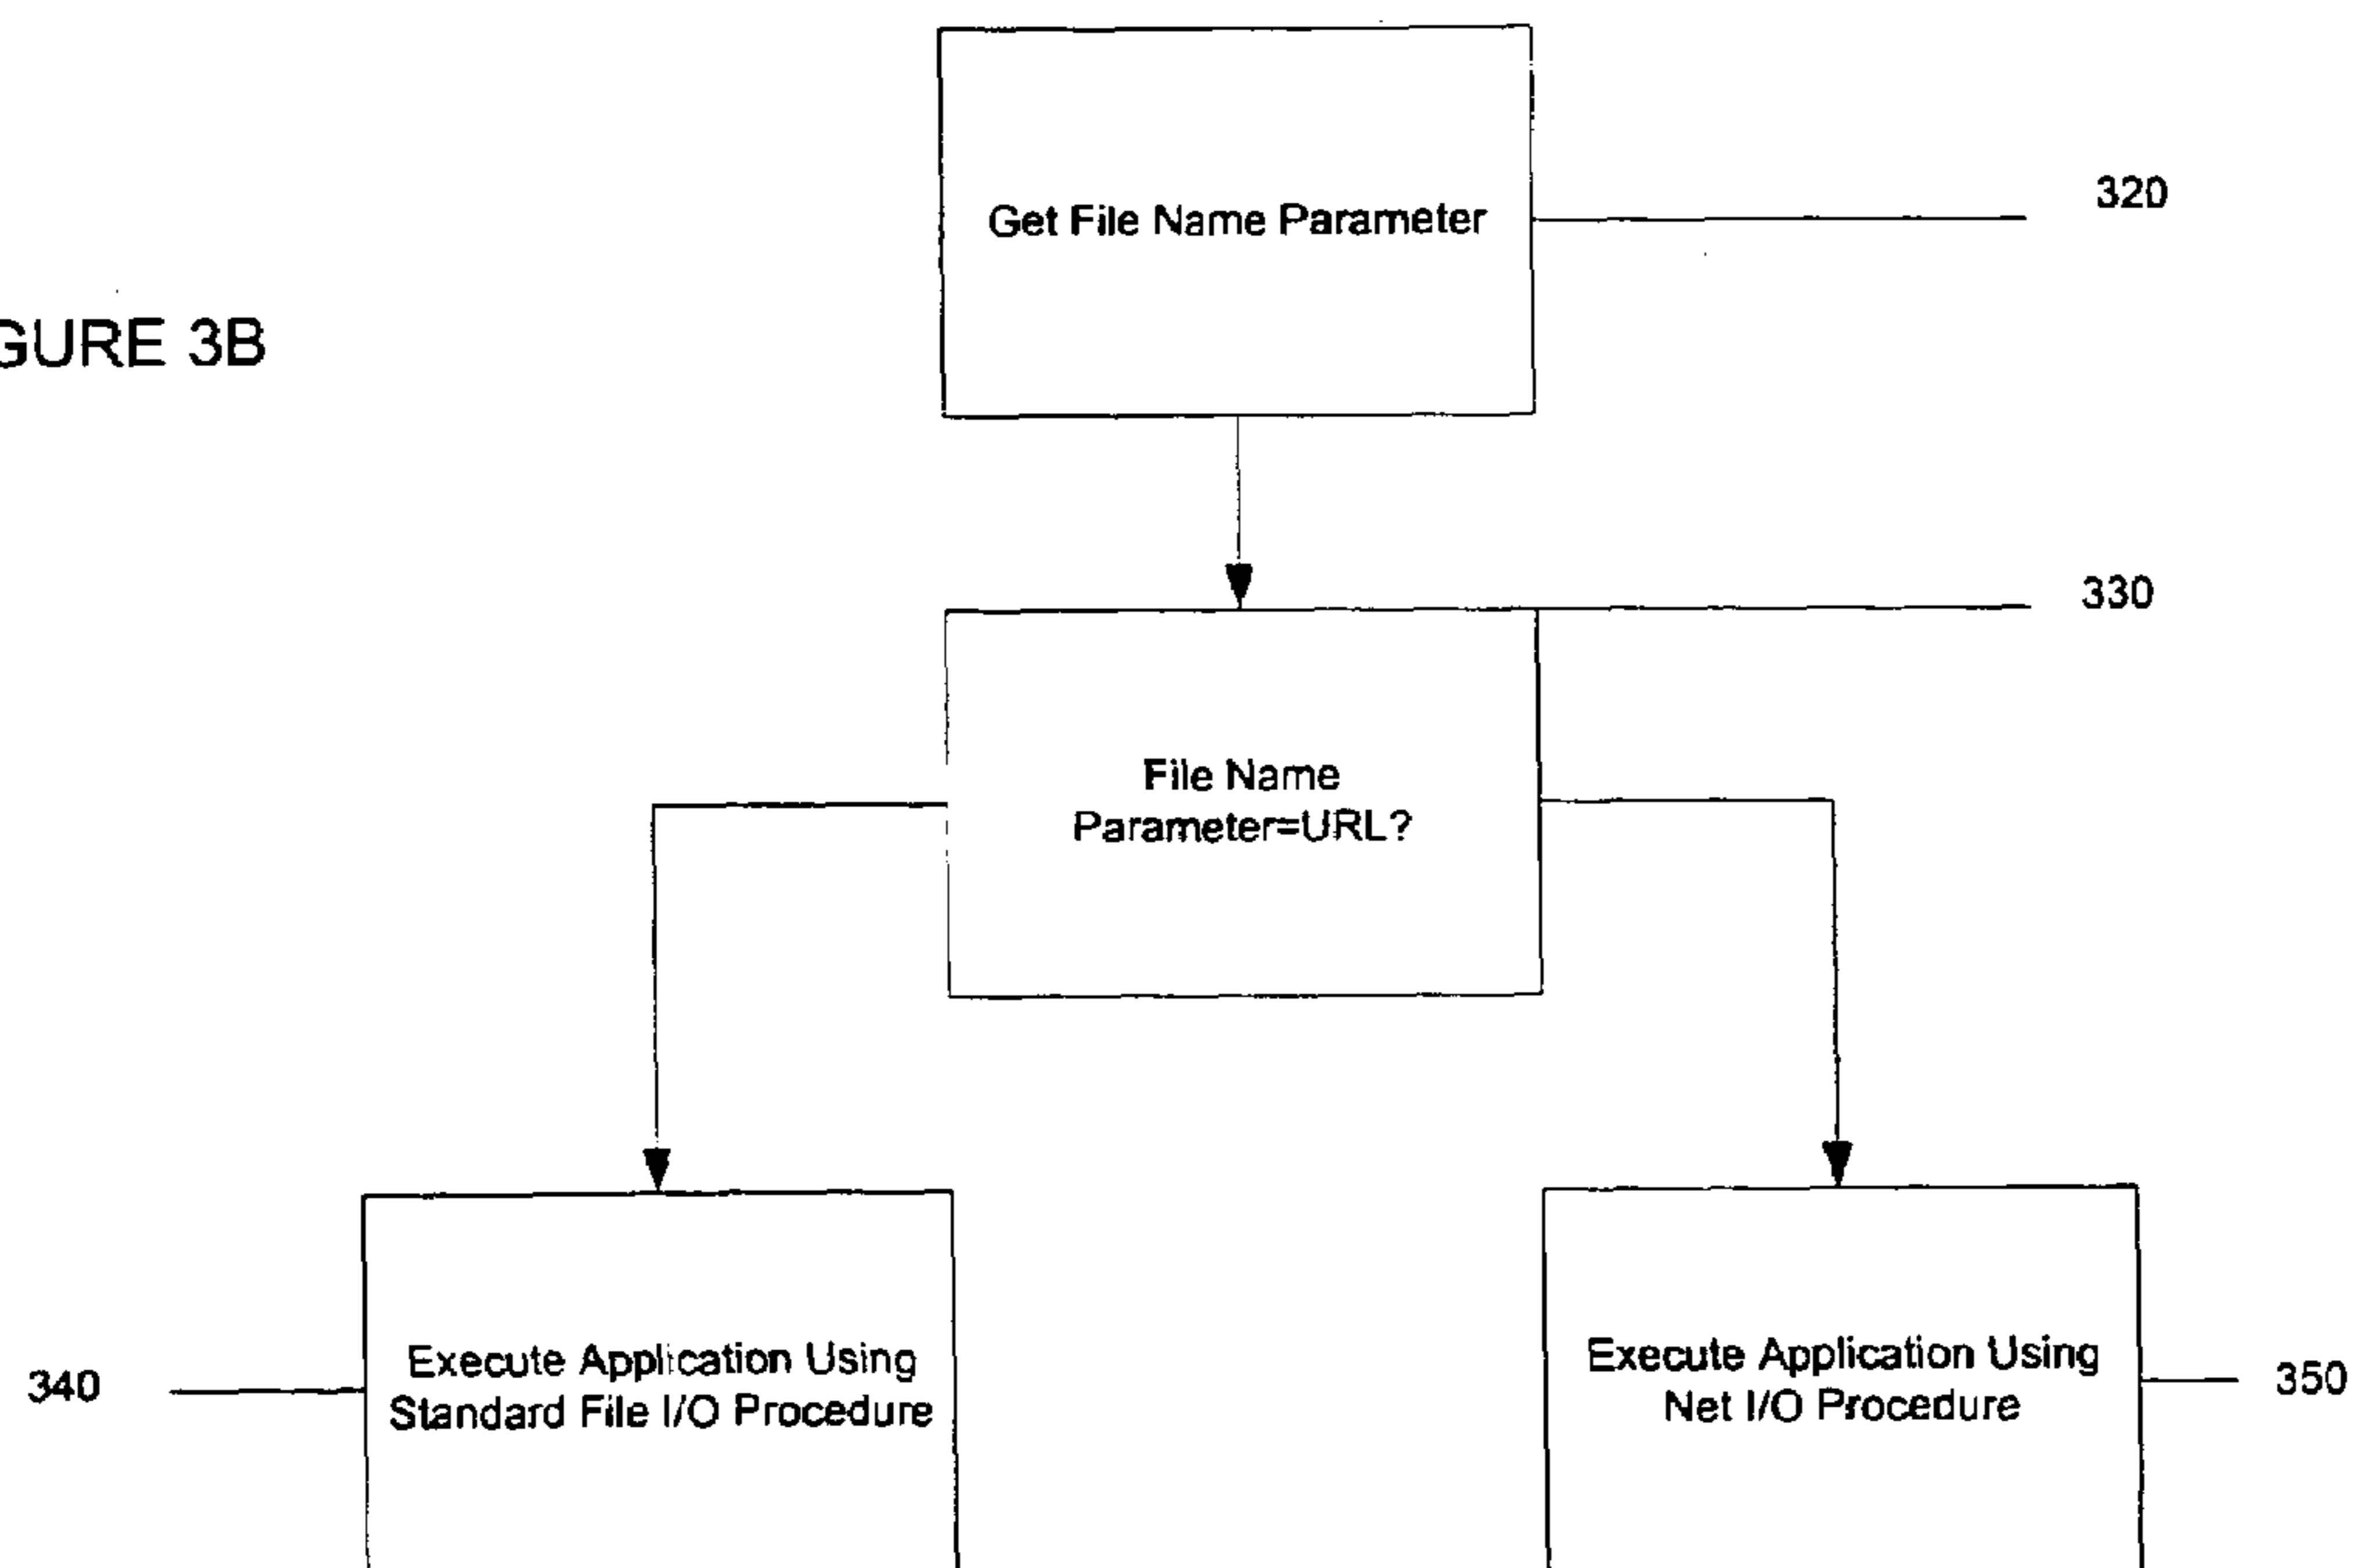 320
Get File Name Parameter
GURE 3B
330
File Name
Parameter=URL?
Execute Application Using
Standard File I/O Procedure
340
Execute Application Using
Net I/O Procedure
350